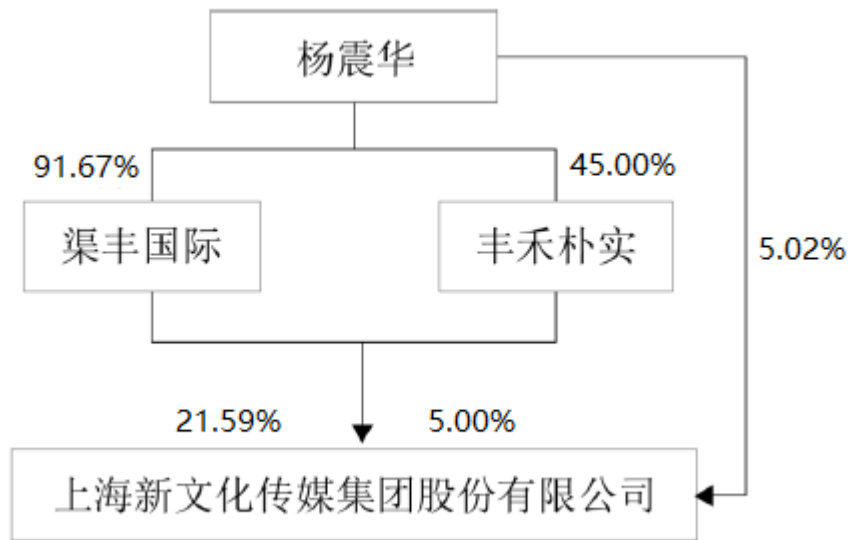 杨震华
91.67%
45.00%
渠丰国际
丰禾朴实
5.02%
21.59%
5.00%
上海新文化传媒集团股份有限公司